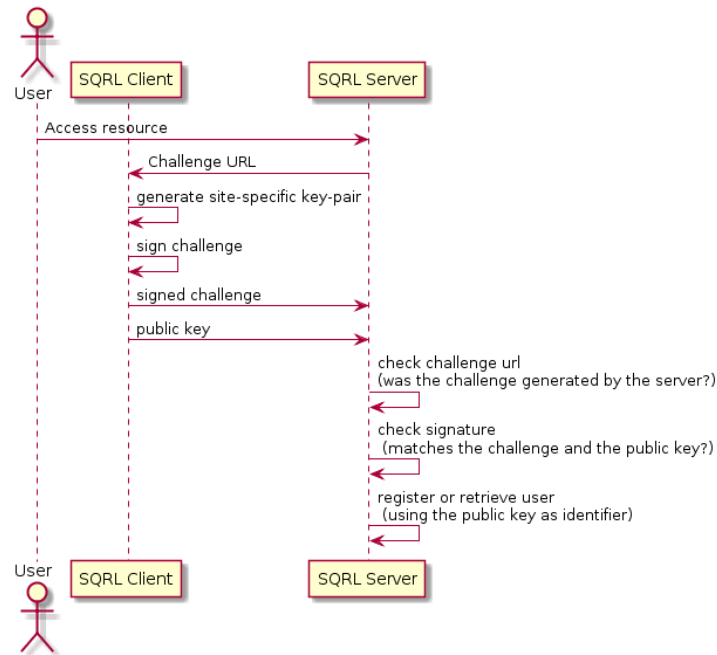 User
SQRL Client
SQRL Server
Access resource
Challenge URL
generate site-specific key-pair
sign challenge
signed challenge
public key
check challenge url
(was the challenge generated by the server?)
check signature
(matches the challenge and the public key?)
register or retrieve user
(using the public key as identifier)
User
SQRL Client
SQRL Server